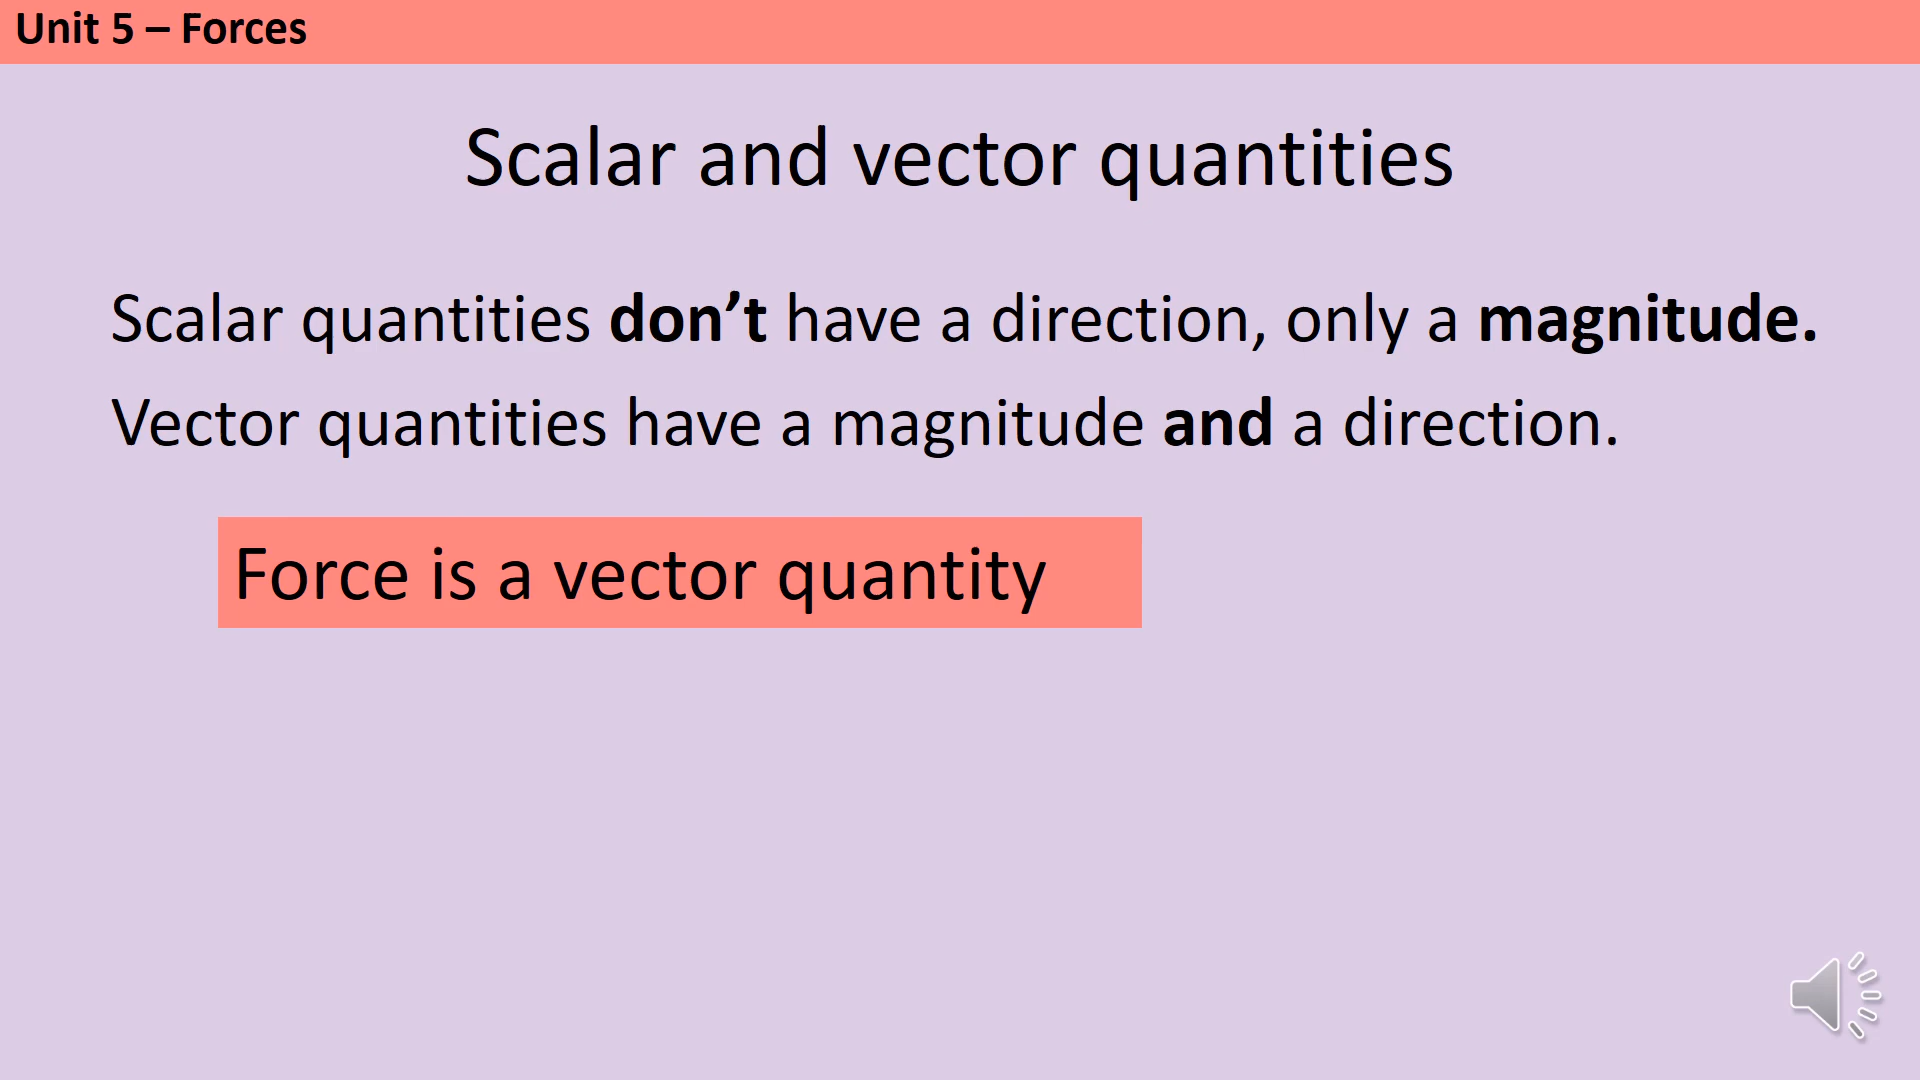 Unit 5 – Forces
Scalar and vector quantities
Scalar quantities don’t have a direction, only a magnitude.
Vector quantities have a magnitude and a direction.
Force is a vector quantity